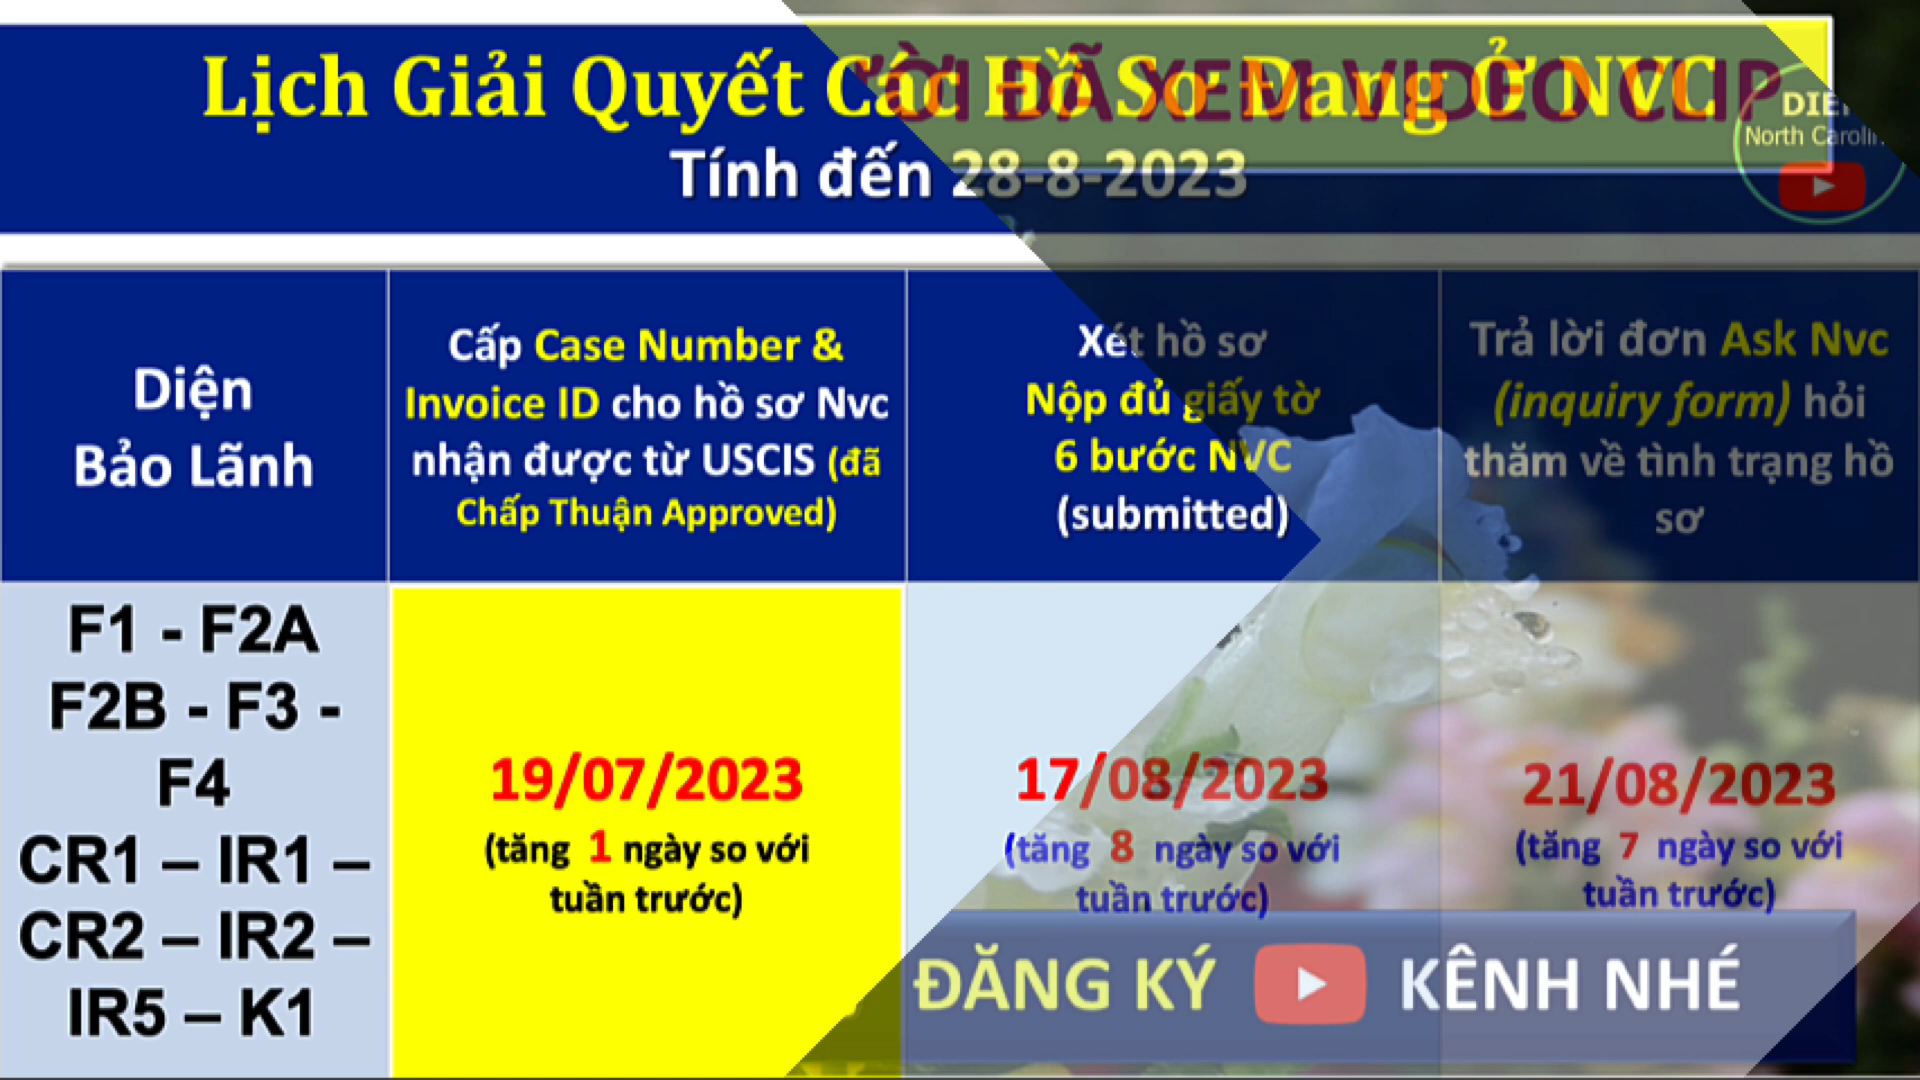 Lịch Giải Quyết Các Hồ Sơ Đang Ở NVC
ĐÃ XEM VIDEO CLIP
Tính đến 28-8-2023
North
Diện
Bảo Lãnh
Cấp Case Number &
Invoice ID cho hồ sơ Nvc
nhận được từ USCIS (đã
Chấp Thuận Approved)
Xét hồ sơ
Nộp đủ giấy tờ
6 bước NVC
(submitted)
Trả lời đơn Ask Nvc
(inquiry form) hỏi
thăm về tình trạng hồ
sơ
F1 - F2A
F2B - F3 -
F4
CR1 – IR1 –
CR2 – IR2 –
IR5 – K1
19/07/2023
(tăng 1 ngày so với
tuần trước)
17/08/2023
(tăng 8 ngày so với
tuần trước)
21/08/2023
(tăng 7 ngày so với
tuần trước)
ĐĂNG KÝ KÊNH NHÉ